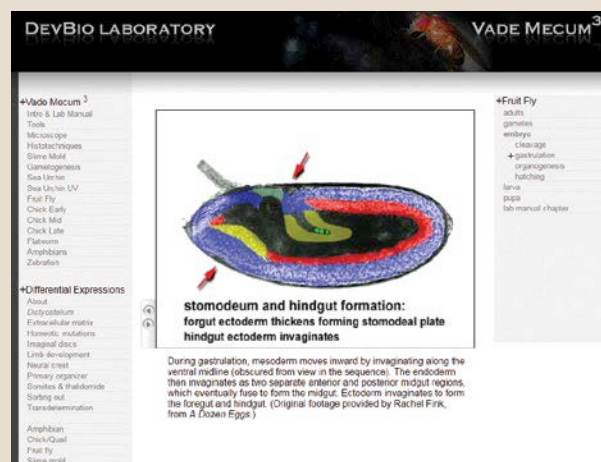 DEVBIO LABORATORY
VADE MECUM3
+Vade Mecum 3
Intro & Lab Manual
Tools
Microscope
Histotechniques
Slime Mold
Gametogenesis
Sea Urchin
Sea Urchin UV
Fruit Fly
Chick Early
Chick Mid
Chick Late
Flatworm
Amphibians
Zebrafish
+Differential Expressions
About
Dictyostelium
Extracellular matrix
Homeotic mutations
Imaginal discs
Limb development
Neural crest
Primary organizer
Somites & thalidomide
Sorting out
Transdetermination
Amphibian
Chick/Quail
Fruit fly
Slime mold
stomodeum and hindgut formation:
forgut ectoderm thickens forming stomodeal plate
hindgut ectoderm invaginates
During gastrulation, mesoderm moves inward by invaginating along the
ventral midline (obscured from view in the sequence). The endoderm
then invaginates as two separate anterior and posterior midgut regions,
which eventually fuse to form the midgut. Ectoderm invaginates to form
the foregut and hindgut. (Original footage provided by Rachel Fink,
from A Dozen Eggs.)
+Fruit Fly
adults
gametes
embryo
cleavage
+gastrulation
organogenesis
hatching
larva
pupa
lab manual chapter